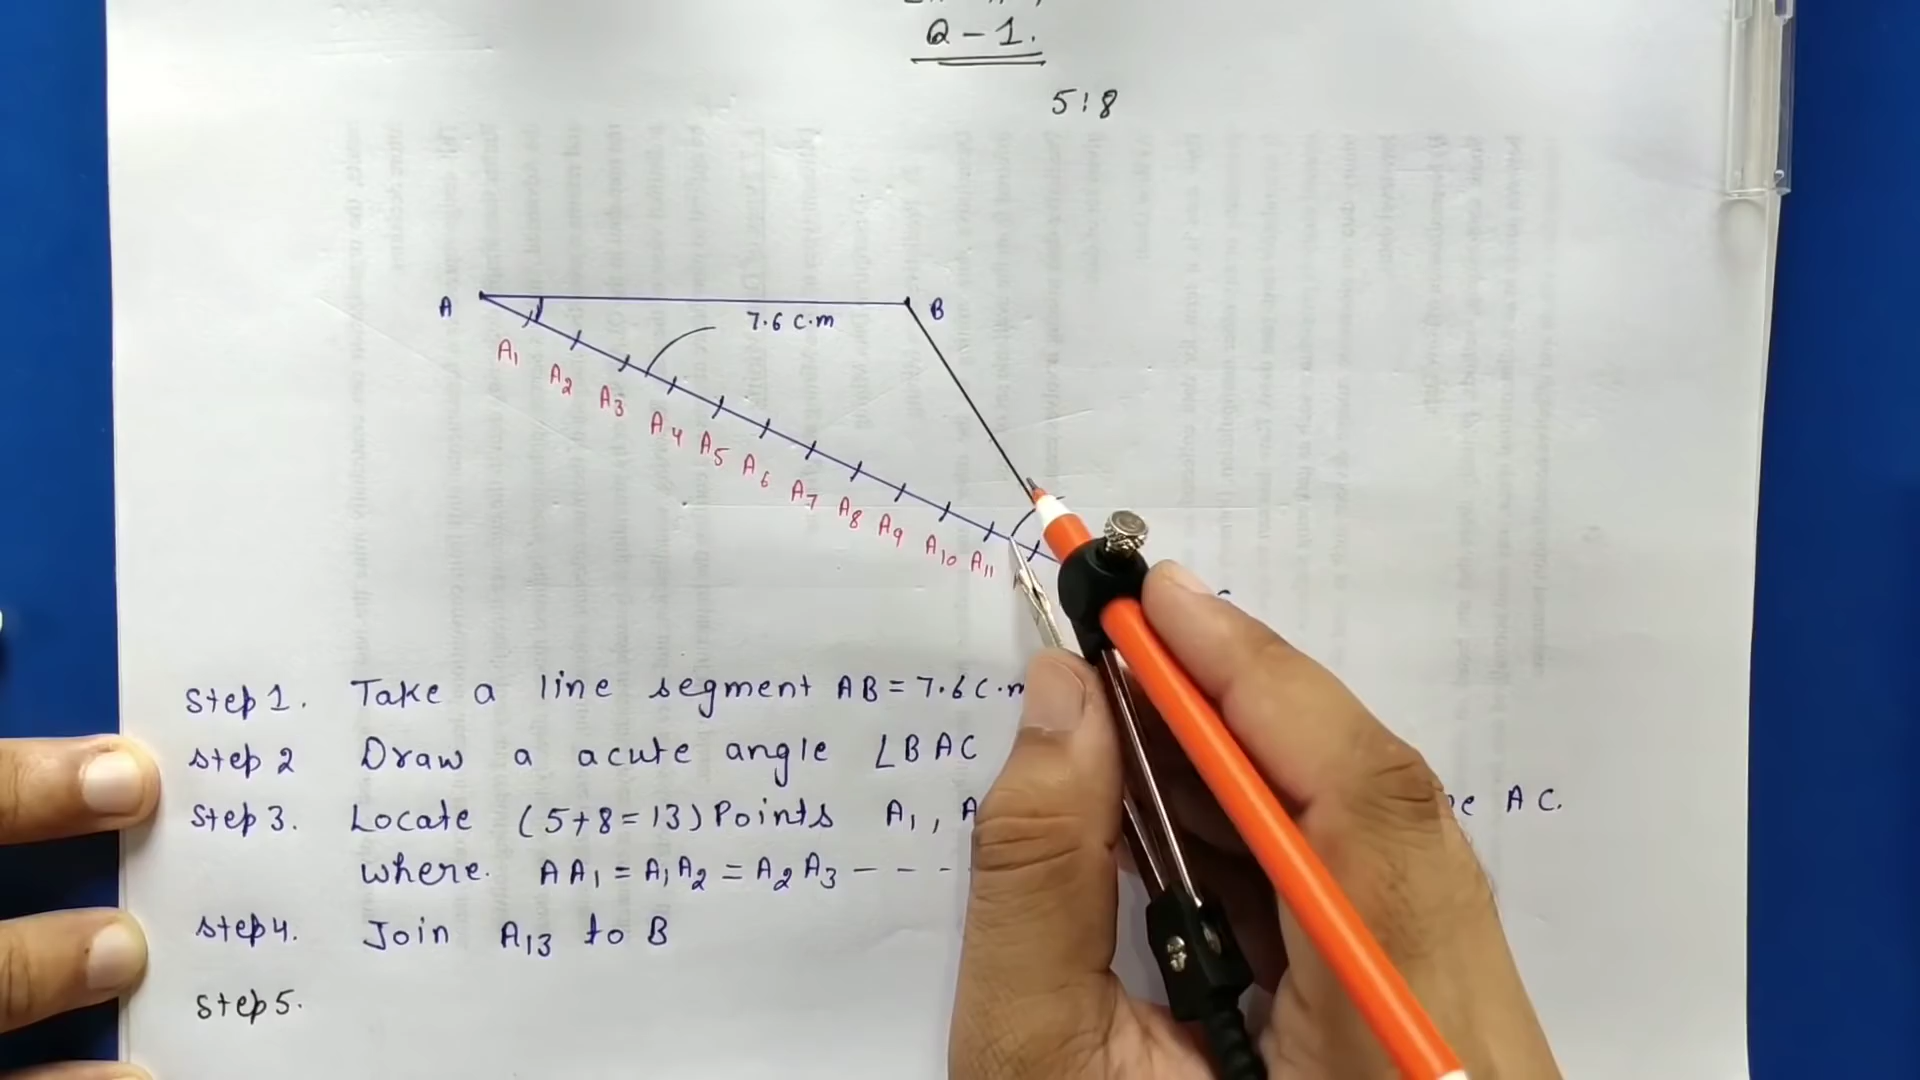 Q-1.
5:8
A B
7.6 c.m
A1 A2 A3 A4 A5 A6 A7 A8 A9 A10 A11
Step 1. Take a line segment AB = 7.6 c.m
Step 2 Draw a acute angle ∠BAC
Step 3. Locate (5+8=13) Points A1, A AC.
where. AA1 = A1A2 = A2A3 - - -
Step 4. Join A13 to B
Step 5.